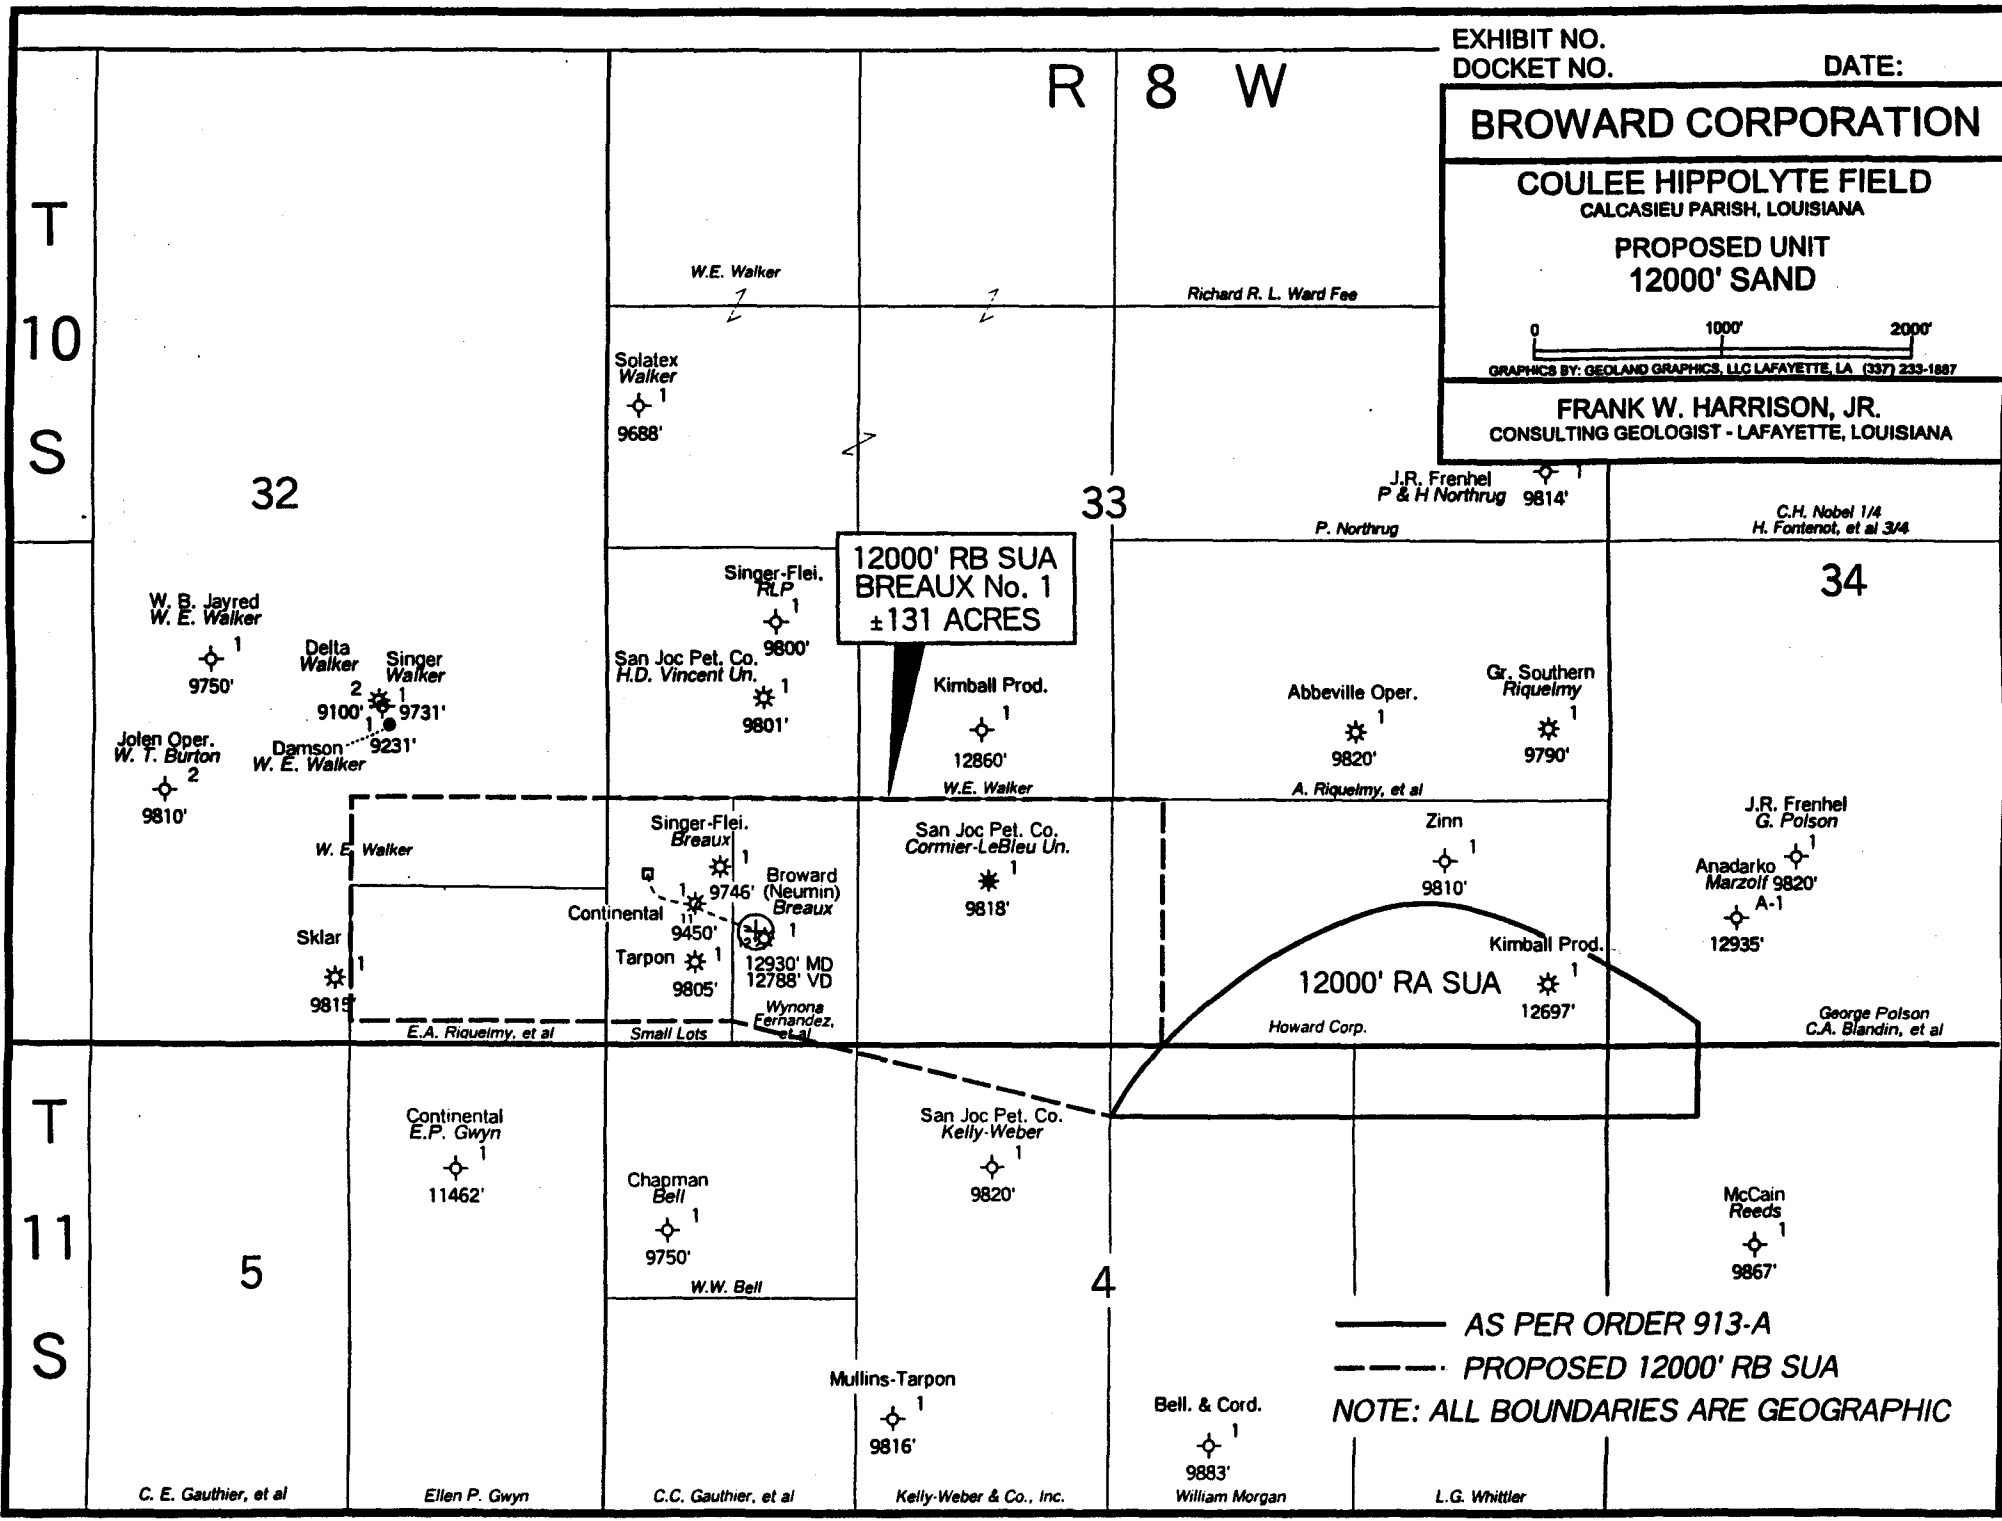 EXHIBIT NO.
DOCKET NO. DATE:
BROWARD CORPORATION
COULEE HIPPOLYTE FIELD
CALCASIEU PARISH, LOUISIANA
PROPOSED UNIT
12000' SAND
0 1000' 2000'
GRAPHICS BY: GEOLAND GRAPHICS, LLC LAFAYETTE, LA (337) 233-1887
FRANK W. HARRISON, JR.
CONSULTING GEOLOGIST - LAFAYETTE, LOUISIANA
R 8 W
T
10
S
W.E. Walker
Richard R. L. Ward Fee
Solatex
Walker
1
9688'
32
33
J.R. Frenhel
P & H Northrug
1
9814'
P. Northrug
C.H. Nobel 1/4
H. Fontenot, et al 3/4
34
12000' RB SUA
BREAUX No. 1
±131 ACRES
W. B. Jayred
W. E. Walker
1
9750'
Delta
Walker
2
9100'
Singer
Walker
1
9731'
1
9231'
Damson
W. E. Walker
Jolen Oper.
W. T. Burton
2
9810'
Singer-Flei.
RLP
1
9800'
San Joc Pet. Co.
H.D. Vincent Un.
1
9801'
Kimball Prod.
1
12860'
W.E. Walker
Abbeville Oper.
1
9820'
Gr. Southern
Riquelmy
1
9790'
A. Riquelmy, et al
W. E. Walker
Singer-Flei.
Breaux
1
9746'
Continental
1
9450'
Tarpon
1
9805'
Broward
(Neumin)
Breaux
1
12930' MD
12788' VD
Wynona
Fernandez,
et al
San Joc Pet. Co.
Cormier-LeBleu Un.
1
9818'
Zinn
1
9810'
J.R. Frenhel
G. Polson
1
9820'
Anadarko
Marzolf
A-1
12935'
Sklar
1
9815'
Kimball Prod.
1
12697'
12000' RA SUA
Howard Corp.
George Polson
C.A. Blandin, et al
E.A. Riquelmy, et al
Small Lots
T
11
S
Continental
E.P. Gwyn
1
11462'
Chapman
Bell
1
9750'
W.W. Bell
San Joc Pet. Co.
Kelly-Weber
1
9820'
McCain
Reeds
1
9867'
5
4
Mullins-Tarpon
1
9816'
Bell. & Cord.
1
9883'
AS PER ORDER 913-A
PROPOSED 12000' RB SUA
NOTE: ALL BOUNDARIES ARE GEOGRAPHIC
C. E. Gauthier, et al
Ellen P. Gwyn
C.C. Gauthier, et al
Kelly-Weber & Co., Inc.
William Morgan
L.G. Whittler